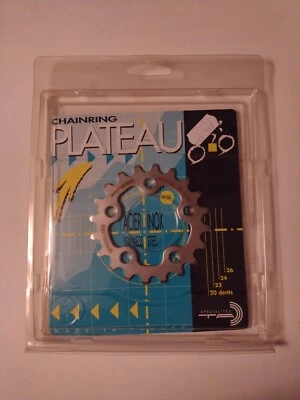 CHAINRING
PLATEAU
ACIER INOX
STAINLESS STEEL
26
24
22
20 dents
SPECIALITES
TA